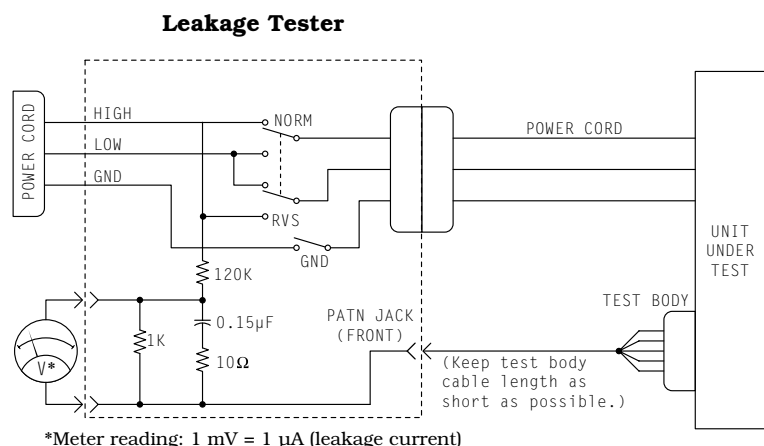 Leakage Tester
POWER CORD
HIGH
LOW
GND
NORM
RVS
GND
120K
0.15µF
10Ω
1K
V*
PATN JACK
(FRONT)
POWER CORD
UNIT
UNDER
TEST
TEST BODY
(Keep test body
cable length as
short as possible.)
*Meter reading: 1 mV = 1 µA (leakage current)